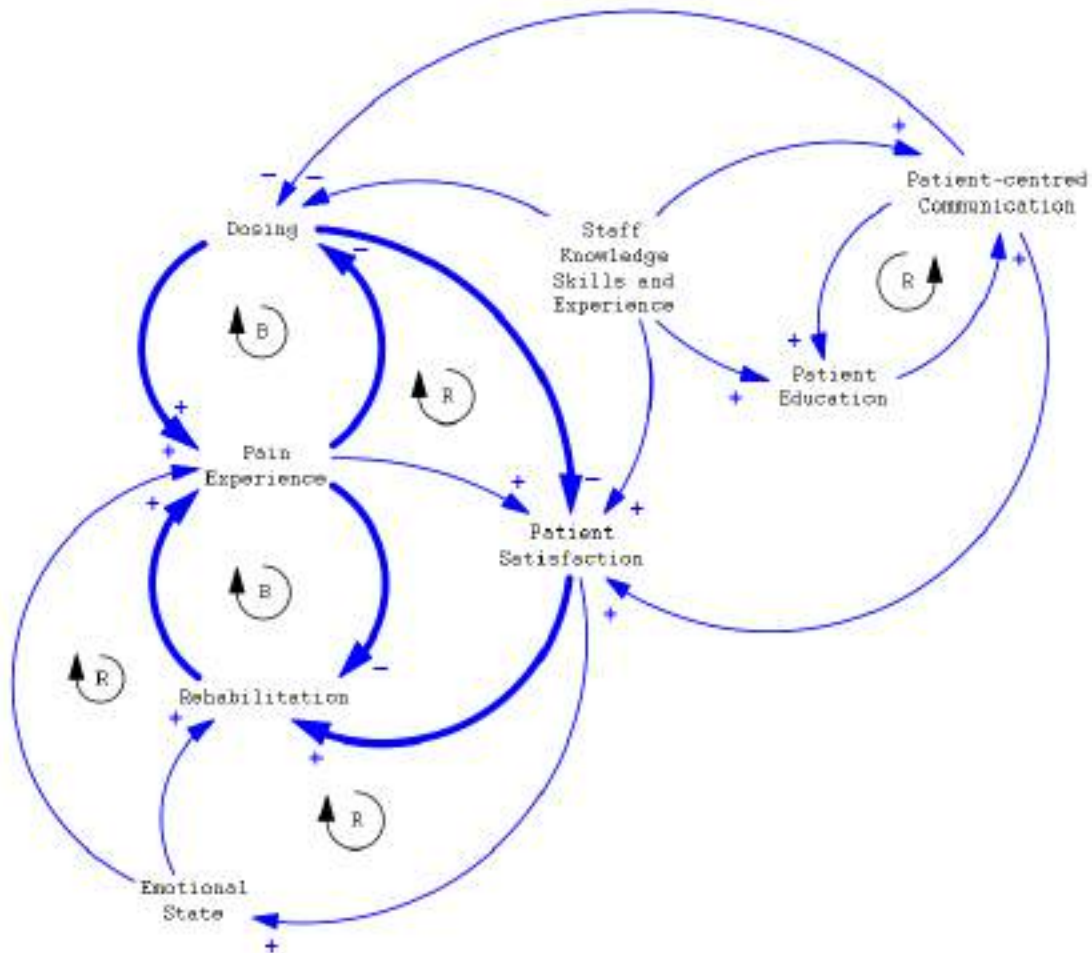 +
Patient-centred
Communication
- -
Dosing
-
Staff
Knowledge
Skills and
Experience
+
R
B
+
Patient
Education
+
R
+
+
Pain
Experience
+
+
-
+
Patient
Satisfaction
B
+
R
-
Rehabilitation
+
+
R
Emotional
State
+